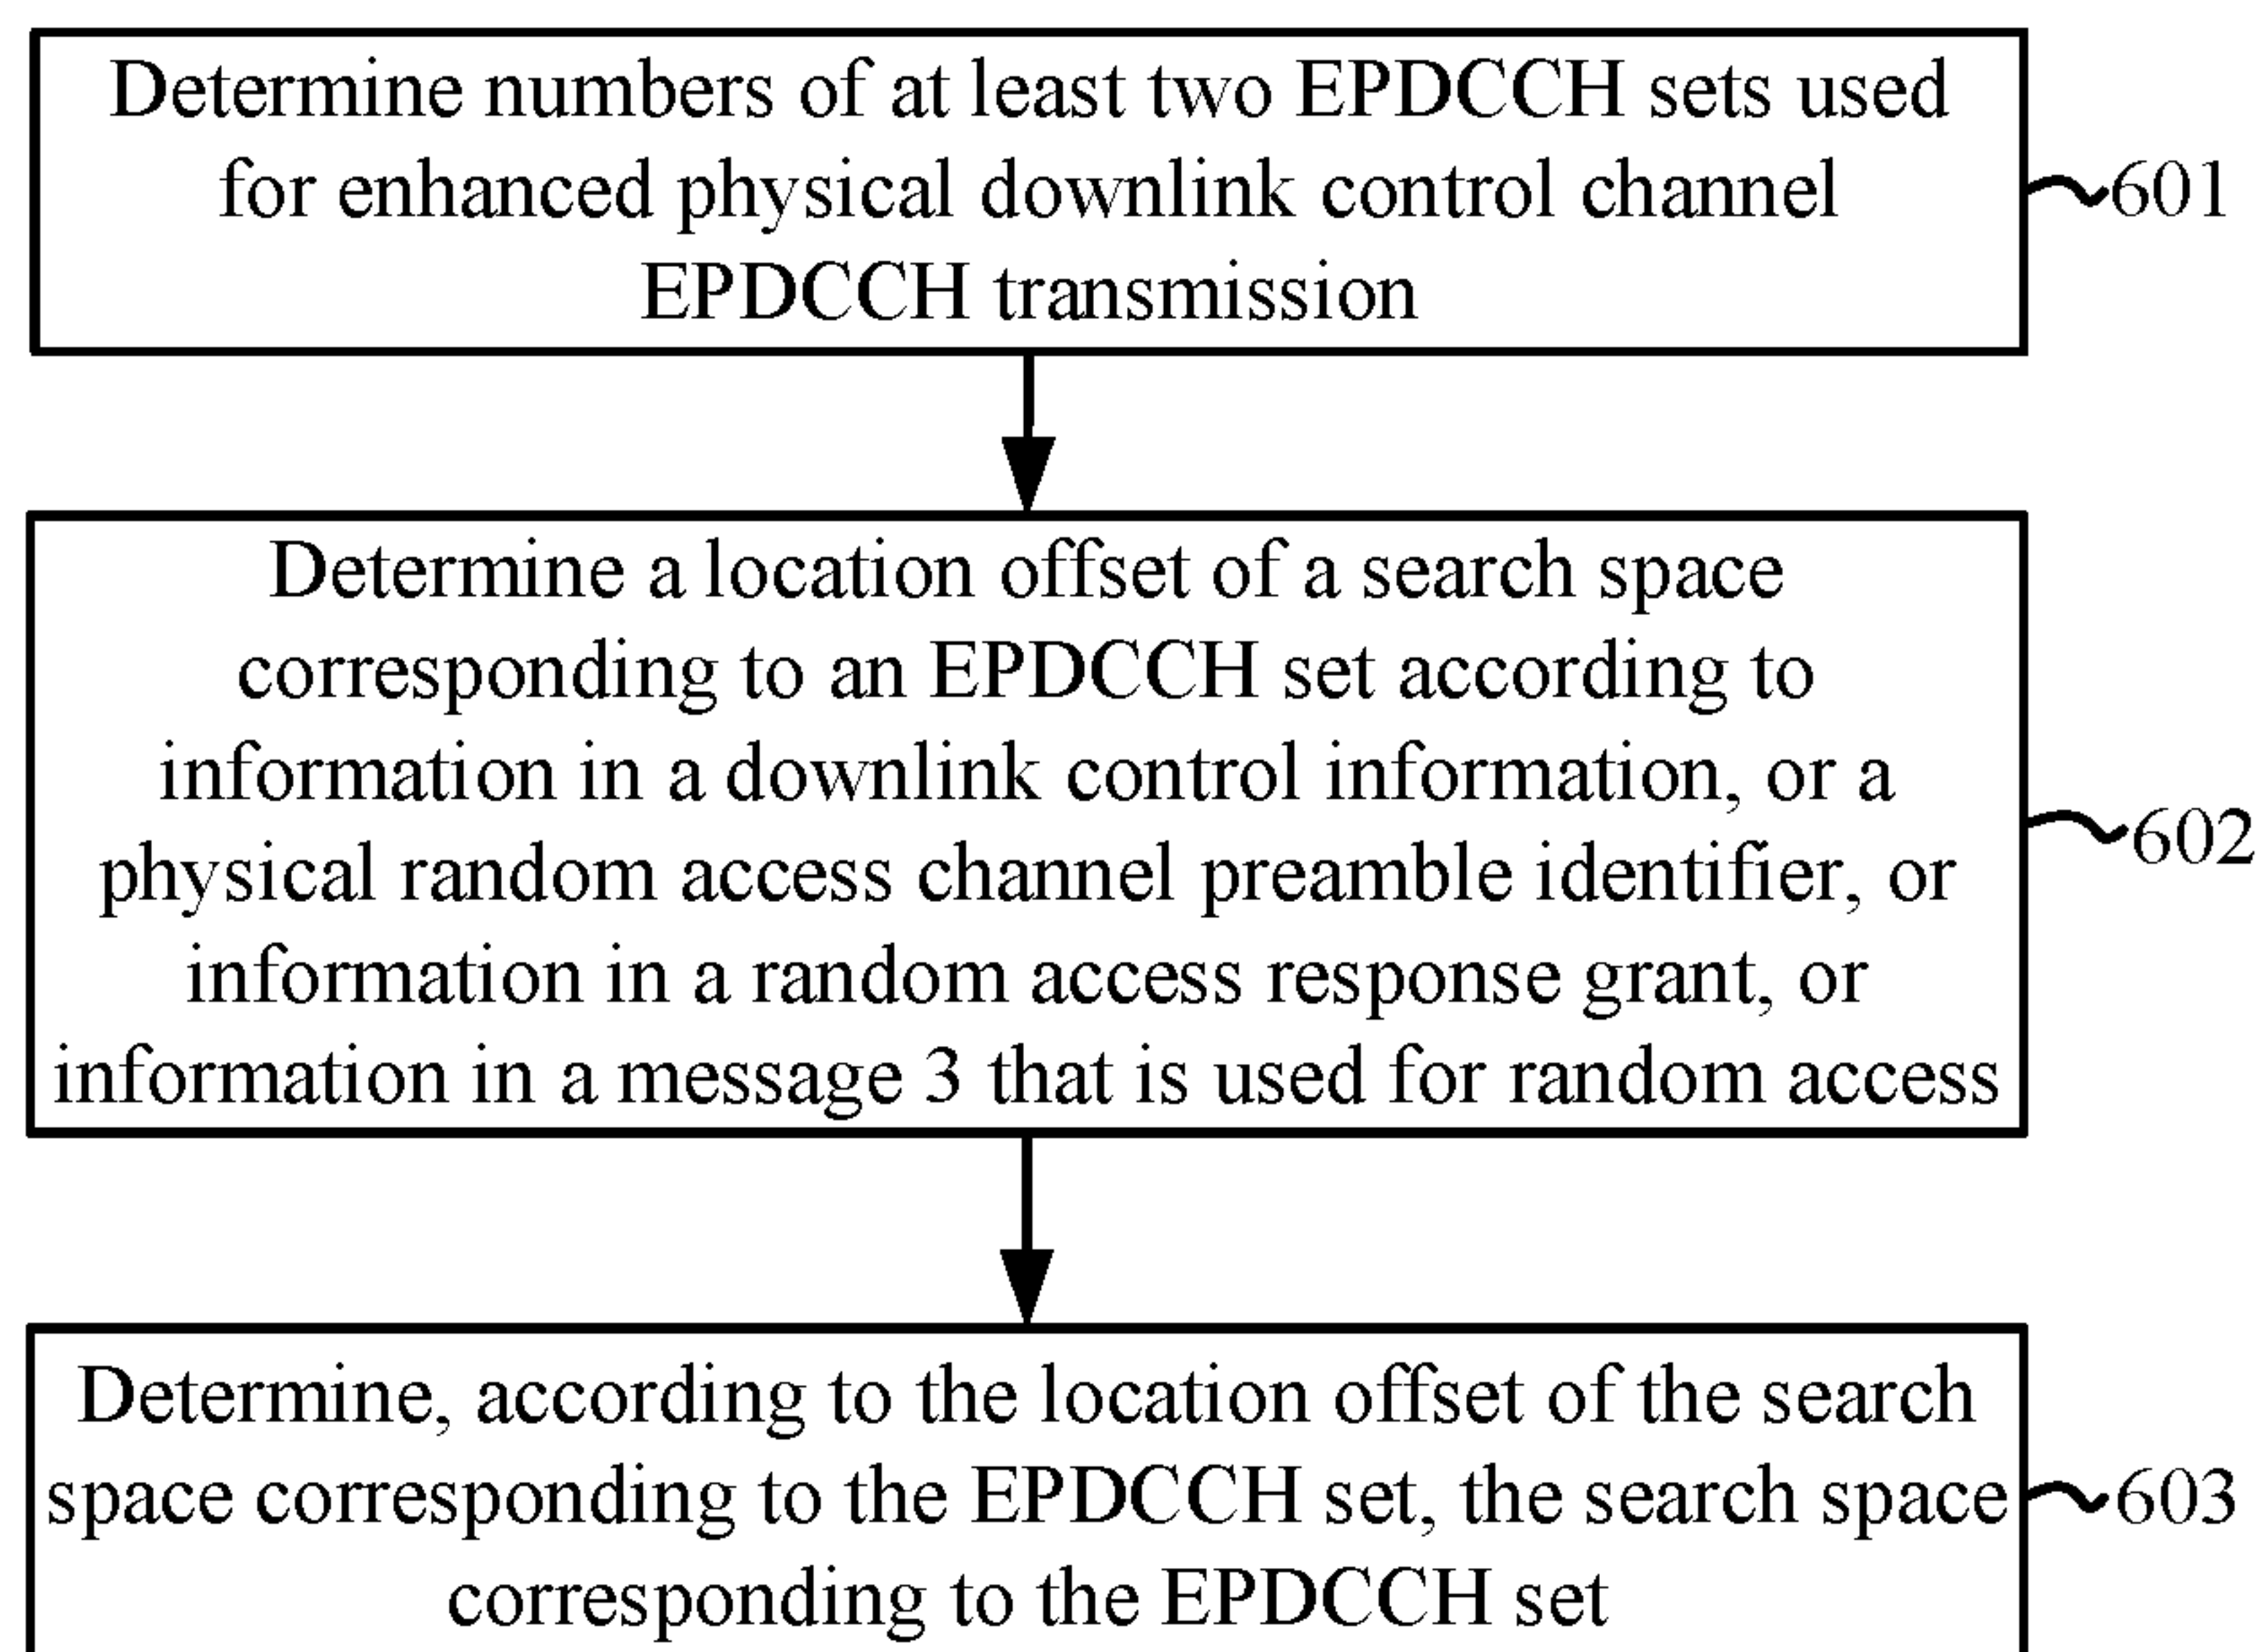 Determine numbers of at least two EPDCCH sets used
for enhanced physical downlink control channel
EPDCCH transmission
601
Determine a location offset of a search space
corresponding to an EPDCCH set according to
information in a downlink control information, or a
physical random access channel preamble identifier, or
information in a random access response grant, or
information in a message 3 that is used for random access
602
Determine, according to the location offset of the search
space corresponding to the EPDCCH set, the search space
corresponding to the EPDCCH set
603